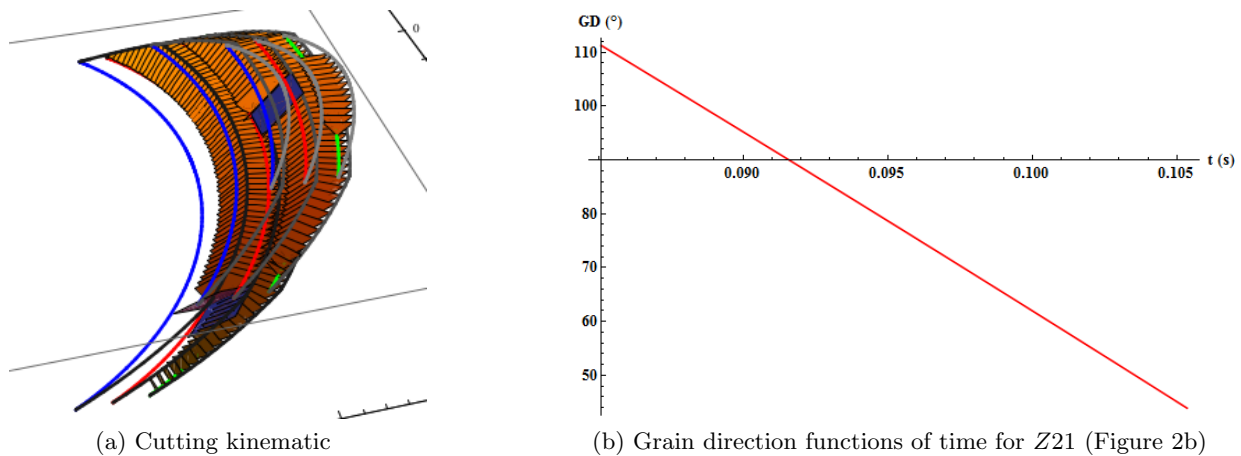 0
GD (°)
110
100
80
70
60
50
0.090
0.095
0.100
0.105
t (s)
(a) Cutting kinematic
(b) Grain direction functions of time for Z21 (Figure 2b)